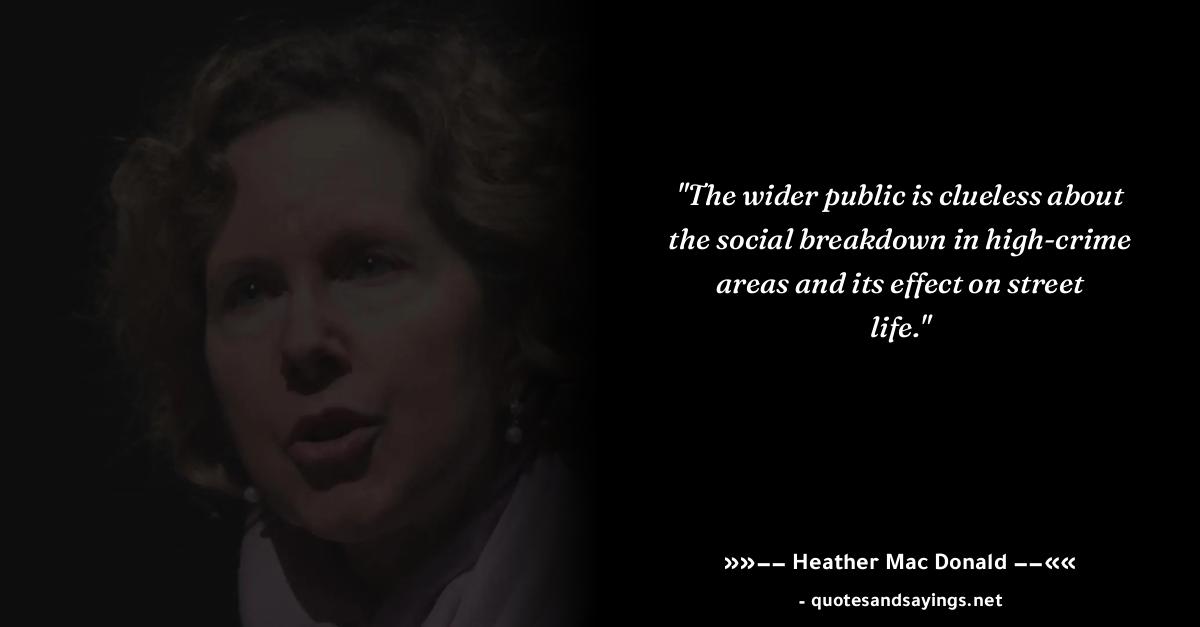 "The wider public is clueless about
the social breakdown in high-crime
areas and its effect on street
life."
»»–– Heather Mac Donald ––««
- quotesandsayings.net